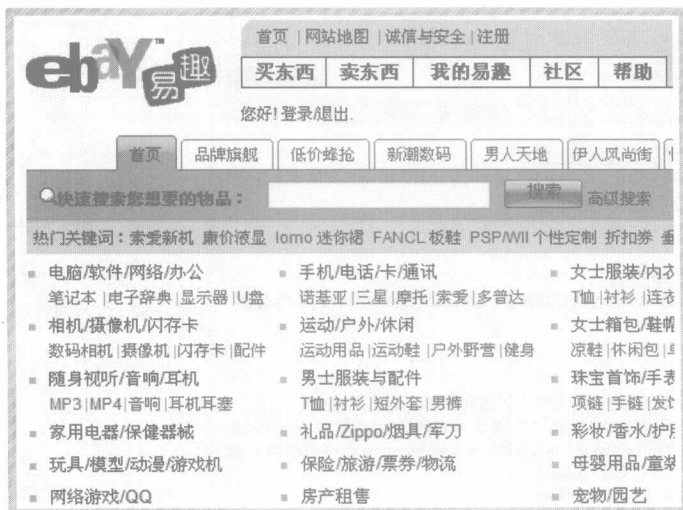 首页 | 网站地图 | 诚信与安全 | 注册
ebaY™ 易趣
买东西 卖东西 我的易趣 社区 帮助
您好! 登录/退出.
首页 品牌旗舰 低价蜂抢 新潮数码 男人天地 伊人风尚街
快速搜索您想要的物品： 搜索 高级搜索
热门关键词：索爱新机 廉价液显 lomo 迷你裙 FANCL 板鞋 PSP/WII 个性定制 折扣券
电脑/软件/网络/办公 手机/电话/卡/通讯 女士服装/内衣
笔记本 | 电子辞典 | 显示器 | U盘 诺基亚 | 三星 | 摩托 | 索爱 | 多普达 T恤 | 衬衫 | 连衣
相机/摄像机/闪存卡 运动/户外/休闲 女士箱包/鞋帽
数码相机 | 摄像机 | 闪存卡 | 配件 运动用品 | 运动鞋 | 户外野营 | 健身 凉鞋 | 休闲包 |
随身视听/音响/耳机 男士服装与配件 珠宝首饰/手表
MP3 | MP4 | 音响 | 耳机耳塞 T恤 | 衬衫 | 短外套 | 男裤 项链 | 手链 |
家用电器/保健器械 礼品/Zippo/烟具/军刀 彩妆/香水/护
玩具/模型/动漫/游戏机 保险/旅游/票务/物流 母婴用品/童装
网络游戏/QQ 房产租售 宠物/园艺